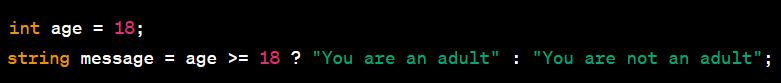 int age = 18;
string message = age >= 18 ? "You are an adult" : "You are not an adult";